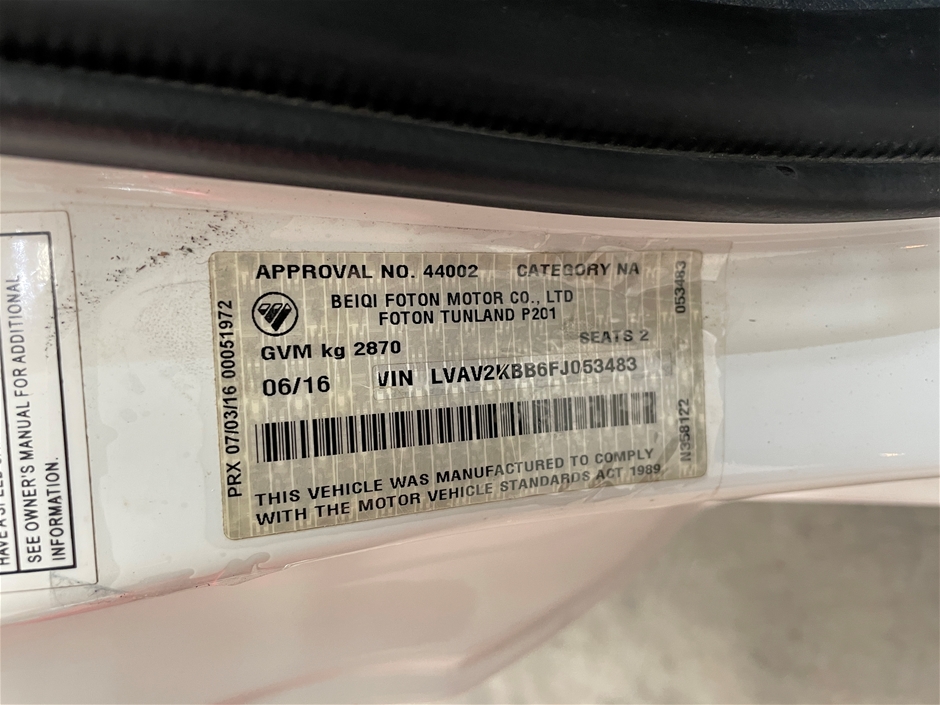 HAVE A SPEED
SEE OWNER'S MANUAL FOR ADDITIONAL
INFORMATION.
PRX 07/03/16 00051972
APPROVAL NO. 44002 CATEGORY NA
BEIQI FOTON MOTOR CO., LTD
FOTON TUNLAND P201
GVM kg 2870 SEATS 2
06/16 VIN LVAV2KBB6FJ053483
THIS VEHICLE WAS MANUFACTURED TO COMPLY
WITH THE MOTOR VEHICLE STANDARDS ACT 1989
053483
N358122